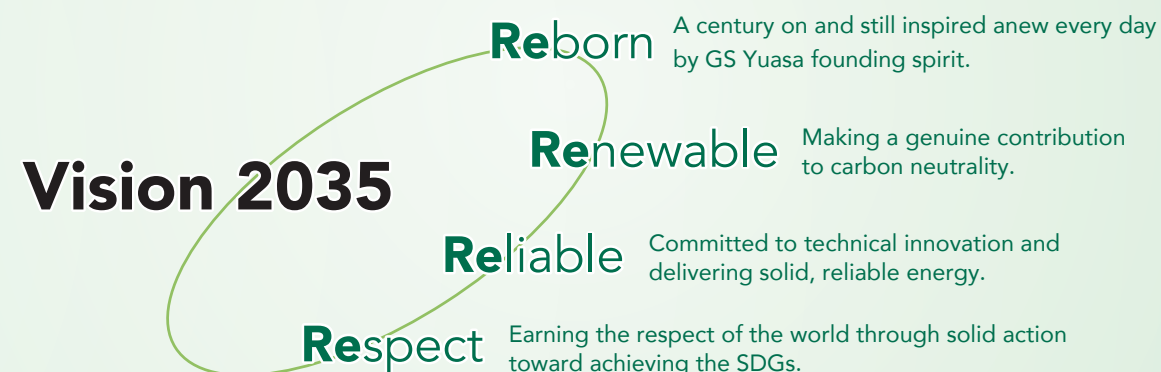 Reborn
A century on and still inspired anew every day
by GS Yuasa founding spirit.
Renewable
Making a genuine contribution
to carbon neutrality.
Vision 2035
Reliable
Committed to technical innovation and
delivering solid, reliable energy.
Respect
Earning the respect of the world through solid action
toward achieving the SDGs.